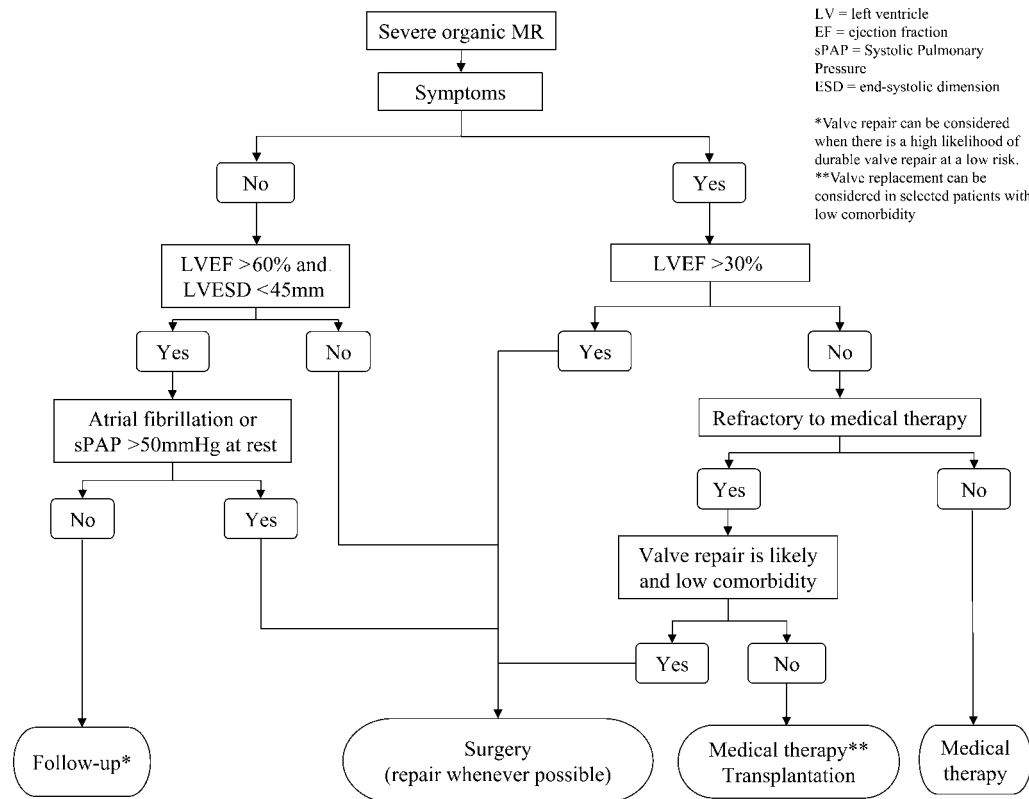 Severe organic MR
Symptoms
No
Yes
LVEF >60% and.
LVESD <45mm
LVEF >30%
Yes
No
Yes
No
Atrial fibrillation or
sPAP >50mmHg at rest
Refractory to medical therapy
No
Yes
Yes
No
Valve repair is likely
and low comorbidity
Yes
No
Follow-up*
Surgery
(repair whenever possible)
Medical therapy**
Transplantation
Medical
therapy
LV = left ventricle
EF = ejection fraction
sPAP = Systolic Pulmonary
Pressure
ESD = end-systolic dimension
*Valve repair can be considered
when there is a high likelihood of
durable valve repair at a low risk.
**Valve replacement can be
considered in selected patients with
low comorbidity